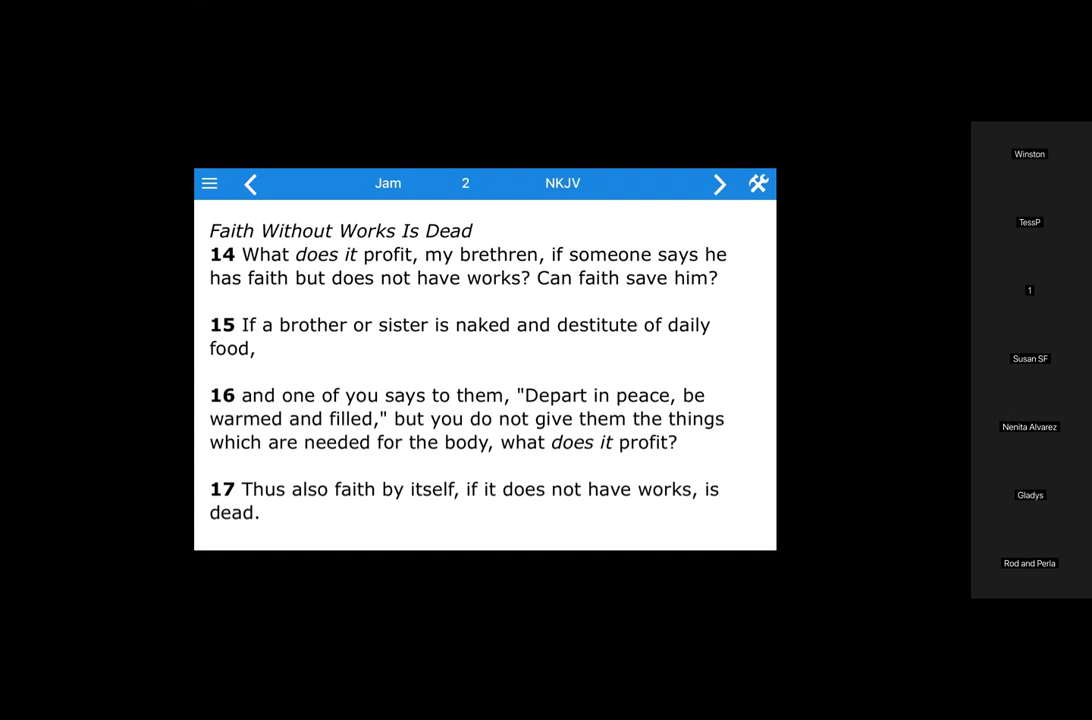 Jam 2 NKJV
Faith Without Works Is Dead
14 What does it profit, my brethren, if someone says he
has faith but does not have works? Can faith save him?
15 If a brother or sister is naked and destitute of daily
food,
16 and one of you says to them, "Depart in peace, be
warmed and filled," but you do not give them the things
which are needed for the body, what does it profit?
17 Thus also faith by itself, if it does not have works, is
dead.
Winston
TessP
1
Susan SF
Nenita Alvarez
Gladys
Rod and Perla